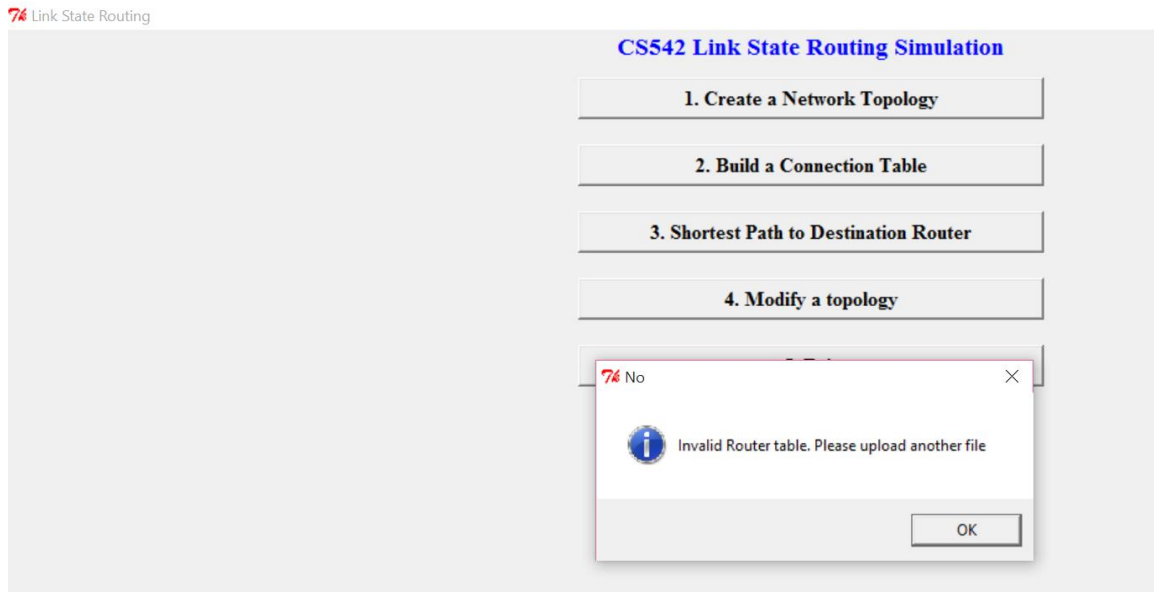 Link State Routing
CS542 Link State Routing Simulation
1. Create a Network Topology
2. Build a Connection Table
3. Shortest Path to Destination Router
4. Modify a topology
No
Invalid Router table. Please upload another file
OK